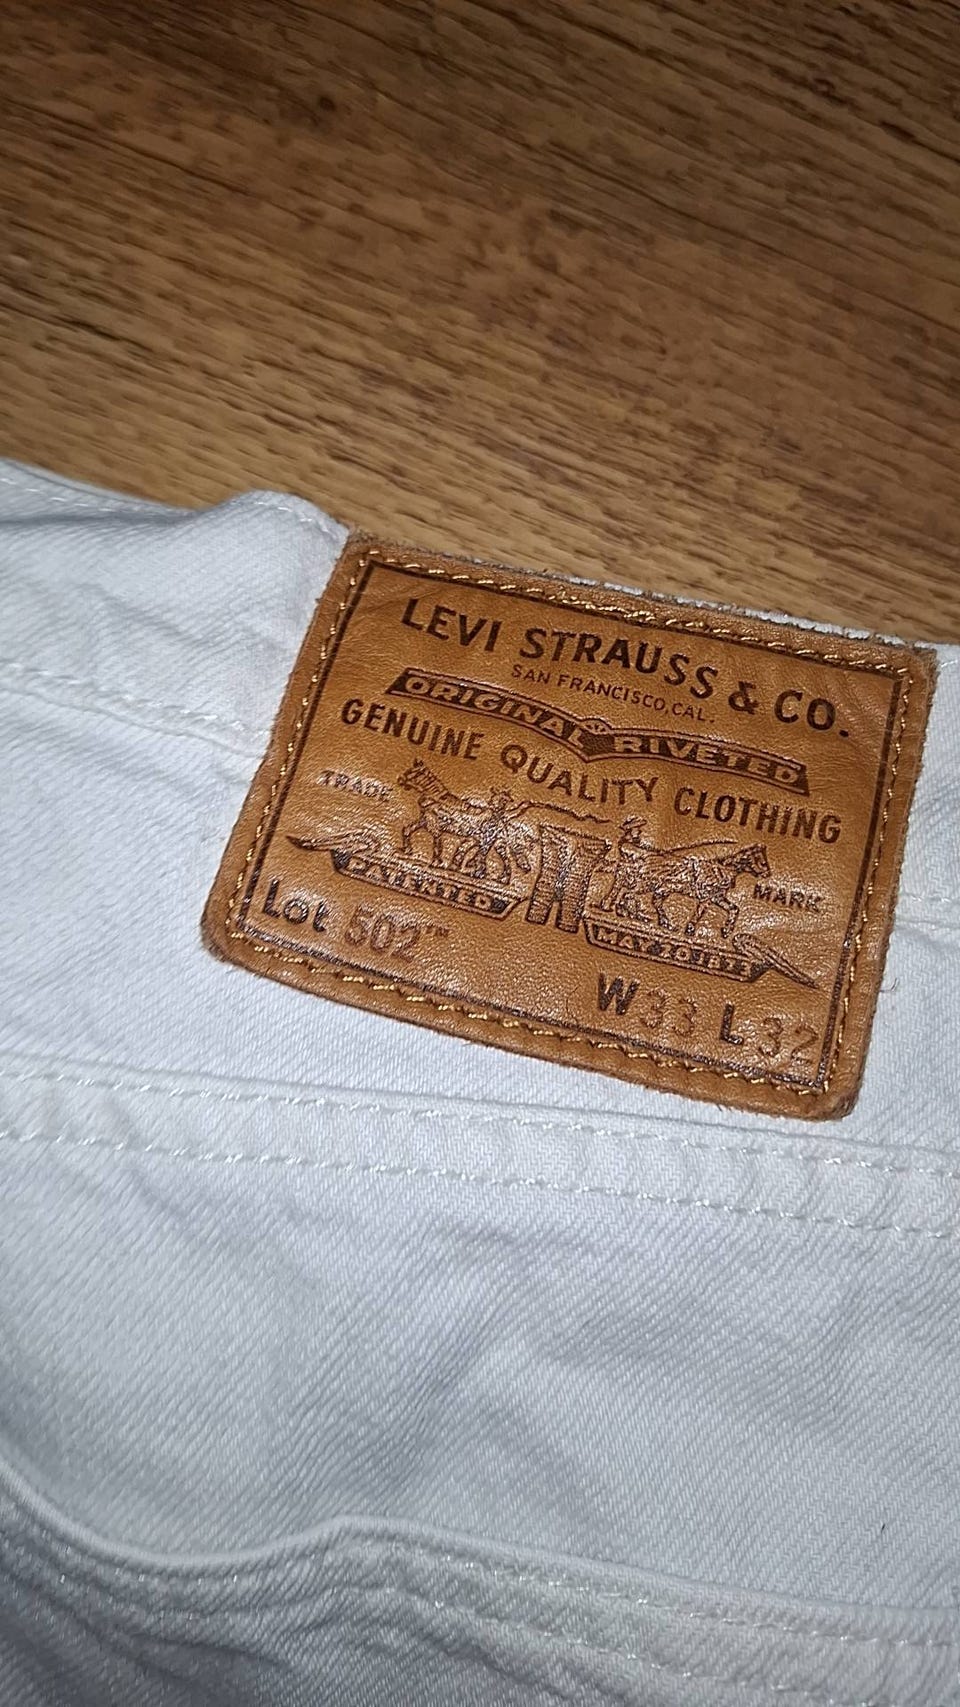 LEVI STRAUSS & CO.
SAN FRANCISCO, CAL.
ORIGINAL RIVETED
GENUINE QUALITY CLOTHING
TRADE MARK
PATENTED MAY 20 1873
Lot 502™
W33 L32